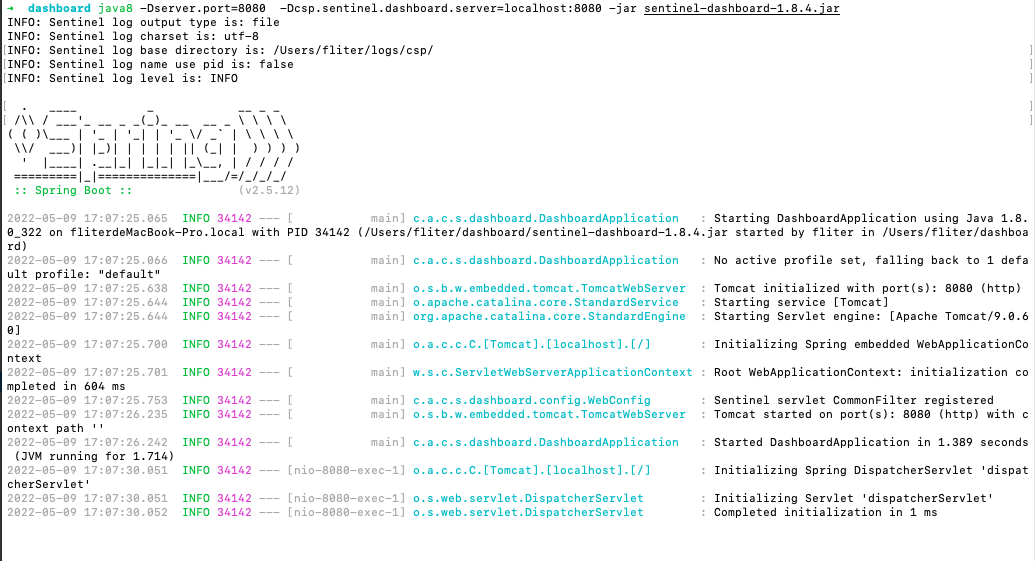 ➜  dashboard java8 -Dserver.port=8080  -Dcsp.sentinel.dashboard.server=localhost:8080 -jar sentinel-dashboard-1.8.4.jar
INFO: Sentinel log output type is: file
INFO: Sentinel log charset is: utf-8
[INFO: Sentinel log base directory is: /Users/fliter/logs/csp/ ]
[INFO: Sentinel log name use pid is: false ]
[INFO: Sentinel log level is: INFO ]
[  .   ____          _            __ _ _ ]
[ /\\ / ___'_ __ _ _(_)_ __  __ _ \ \ \ \ ]
( ( )\___ | '_ | '_| | '_ \/ _` | \ \ \ \
 \\/  ___)| |_)| | | | | || (_| |  ) ) ) )
  '  |____| .__|_| |_|_| |_\__, | / / / /
 =========|_|==============|___/=/_/_/_/
 :: Spring Boot ::               (v2.5.12)
2022-05-09 17:07:25.065  INFO 34142 --- [           main] c.a.c.s.dashboard.DashboardApplication   : Starting DashboardApplication using Java 1.8.
0_322 on fliterdeMacBook-Pro.local with PID 34142 (/Users/fliter/dashboard/sentinel-dashboard-1.8.4.jar started by fliter in /Users/fliter/dashboa
rd)
2022-05-09 17:07:25.066  INFO 34142 --- [           main] c.a.c.s.dashboard.DashboardApplication   : No active profile set, falling back to 1 defa
ult profile: "default"
2022-05-09 17:07:25.638  INFO 34142 --- [           main] o.s.b.w.embedded.tomcat.TomcatWebServer  : Tomcat initialized with port(s): 8080 (http)
2022-05-09 17:07:25.644  INFO 34142 --- [           main] o.apache.catalina.core.StandardService   : Starting service [Tomcat]
2022-05-09 17:07:25.644  INFO 34142 --- [           main] org.apache.catalina.core.StandardEngine  : Starting Servlet engine: [Apache Tomcat/9.0.6
0]
2022-05-09 17:07:25.700  INFO 34142 --- [           main] o.a.c.c.C.[Tomcat].[localhost].[/]       : Initializing Spring embedded WebApplicationCo
ntext
2022-05-09 17:07:25.701  INFO 34142 --- [           main] w.s.c.ServletWebServerApplicationContext : Root WebApplicationContext: initialization co
mpleted in 604 ms
2022-05-09 17:07:25.753  INFO 34142 --- [           main] c.a.c.s.dashboard.config.WebConfig       : Sentinel servlet CommonFilter registered
2022-05-09 17:07:26.235  INFO 34142 --- [           main] o.s.b.w.embedded.tomcat.TomcatWebServer  : Tomcat started on port(s): 8080 (http) with c
ontext path ''
2022-05-09 17:07:26.242  INFO 34142 --- [           main] c.a.c.s.dashboard.DashboardApplication   : Started DashboardApplication in 1.389 seconds
 (JVM running for 1.714)
2022-05-09 17:07:30.051  INFO 34142 --- [nio-8080-exec-1] o.a.c.c.C.[Tomcat].[localhost].[/]       : Initializing Spring DispatcherServlet 'dispat
cherServlet'
2022-05-09 17:07:30.051  INFO 34142 --- [nio-8080-exec-1] o.s.web.servlet.DispatcherServlet        : Initializing Servlet 'dispatcherServlet'
2022-05-09 17:07:30.052  INFO 34142 --- [nio-8080-exec-1] o.s.web.servlet.DispatcherServlet        : Completed initialization in 1 ms